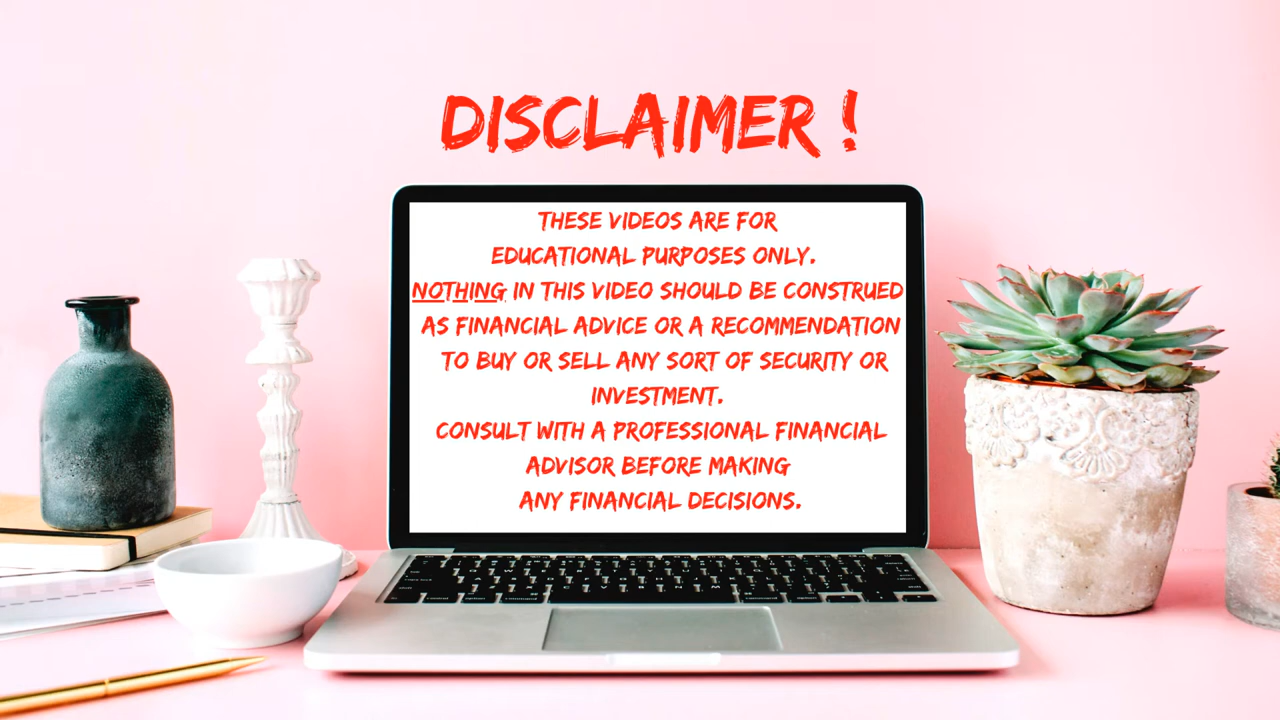 DISCLAIMER !
THESE VIDEOS ARE FOR
EDUCATIONAL PURPOSES ONLY.
NOTHING IN THIS VIDEO SHOULD BE CONSTRUED
AS FINANCIAL ADVICE OR A RECOMMENDATION
TO BUY OR SELL ANY SORT OF SECURITY OR
INVESTMENT.
CONSULT WITH A PROFESSIONAL FINANCIAL
ADVISOR BEFORE MAKING
ANY FINANCIAL DECISIONS.